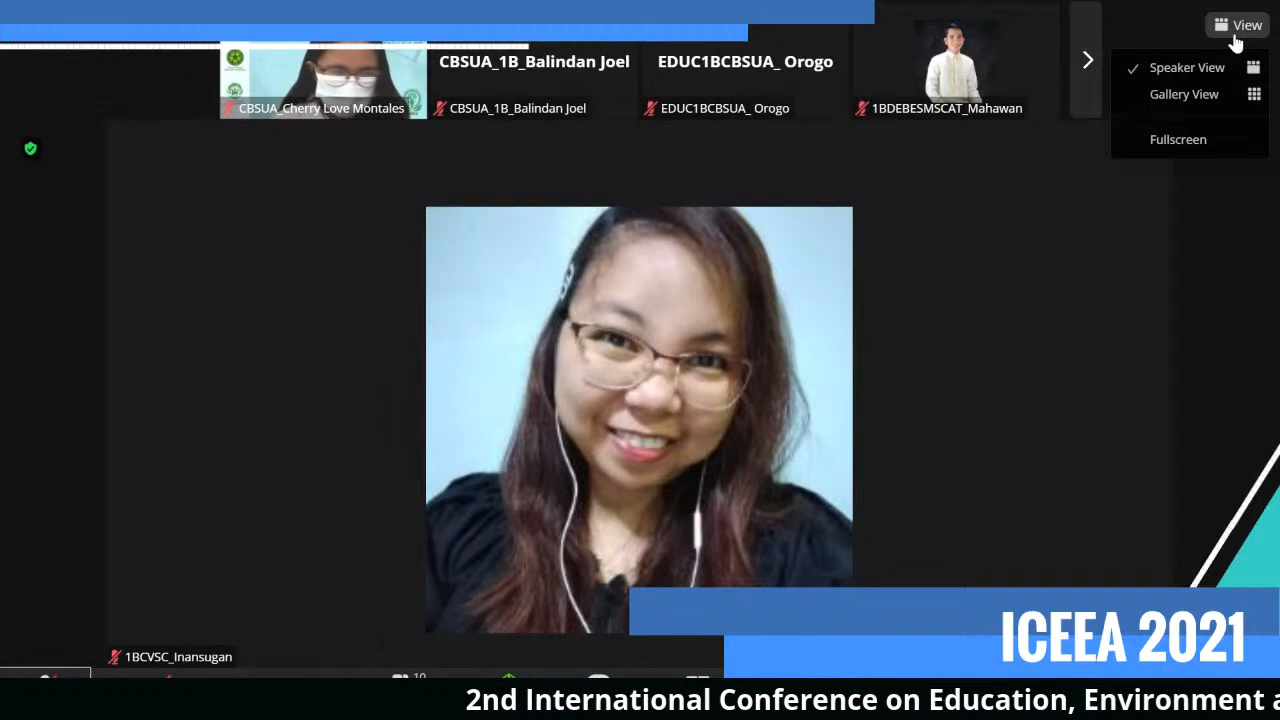 View
Speaker View
Gallery View
Fullscreen
CBSUA_1B_Balindan Joel
EDUC1BCBSUA_ Orogo
CBSUA_Cherry Love Montales
CBSUA_1B_Balindan Joel
EDUC1BCBSUA_ Orogo
1BDEBESMSCAT_Mahawan
1BCVSC_Inansugan
10
ICEEA 2021
2nd International Conference on Education, Environment a